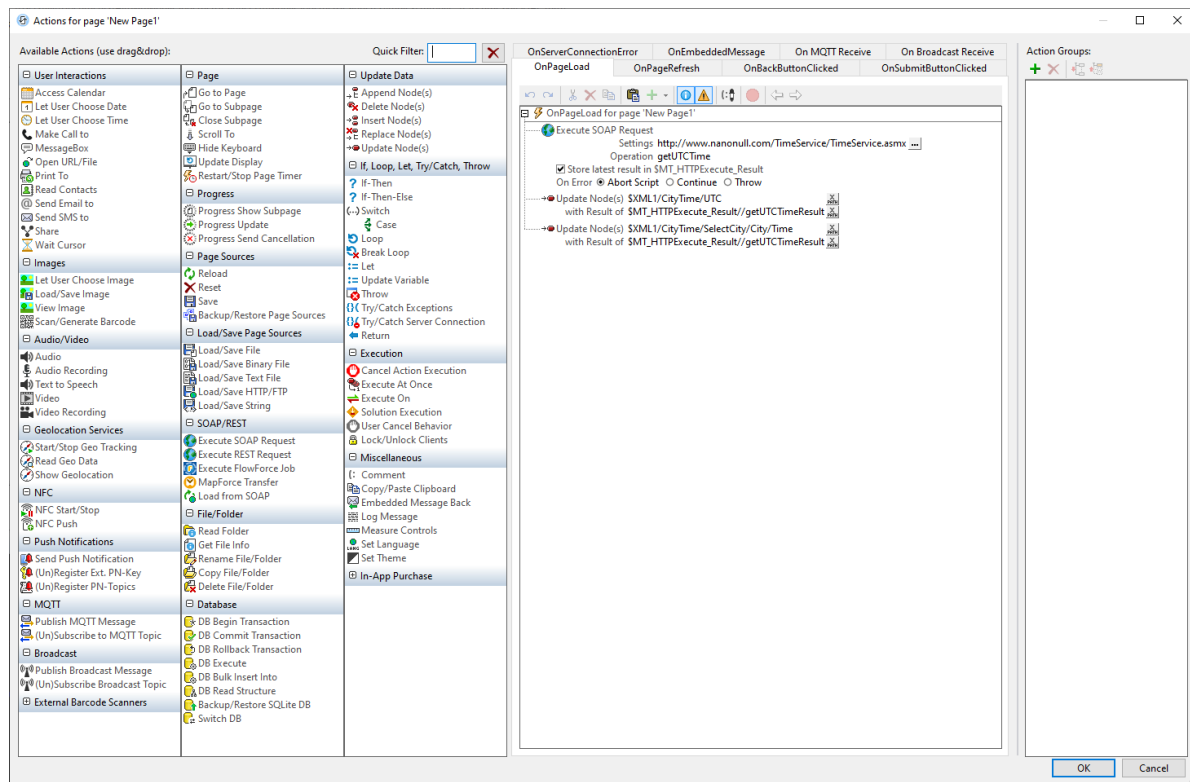 Actions for page 'New Page1'
Available Actions (use drag&drop):
Quick Filter:
User Interactions
Access Calendar
Let User Choose Date
Let User Choose Time
Make Call to
MessageBox
Open URL/File
Print To
Read Contacts
Send Email to
Send SMS to
Share
Wait Cursor
Images
Let User Choose Image
Load/Save Image
View Image
Scan/Generate Barcode
Audio/Video
Audio
Audio Recording
Text to Speech
Video
Video Recording
Geolocation Services
Start/Stop Geo Tracking
Read Geo Data
Show Geolocation
NFC
NFC Start/Stop
NFC Push
Push Notifications
Send Push Notification
(Un)Register Ext. PN-Key
(Un)Register PN-Topics
MQTT
Publish MQTT Message
(Un)Subscribe to MQTT Topic
Broadcast
Publish Broadcast Message
(Un)Subscribe Broadcast Topic
External Barcode Scanners
Page
Go to Page
Go to Subpage
Close Subpage
Scroll To
Hide Keyboard
Update Display
Restart/Stop Page Timer
Progress
Progress Show Subpage
Progress Update
Progress Send Cancellation
Page Sources
Reload
Reset
Save
Backup/Restore Page Sources
Load/Save Page Sources
Load/Save File
Load/Save Binary File
Load/Save Text File
Load/Save HTTP/FTP
Load/Save String
SOAP/REST
Execute SOAP Request
Execute REST Request
Execute FlowForce Job
MapForce Transfer
Load from SOAP
File/Folder
Read Folder
Get File Info
Rename File/Folder
Copy File/Folder
Delete File/Folder
Database
DB Begin Transaction
DB Commit Transaction
DB Rollback Transaction
DB Execute
DB Bulk Insert Into
DB Read Structure
Backup/Restore SQLite DB
Switch DB
Update Data
Append Node(s)
Delete Node(s)
Insert Node(s)
Replace Node(s)
Update Node(s)
If, Loop, Let, Try/Catch, Throw
If-Then
If-Then-Else
Switch
Case
Loop
Break Loop
Let
Update Variable
Throw
Try/Catch Exceptions
Try/Catch Server Connection
Return
Execution
Cancel Action Execution
Execute At Once
Execute On
Solution Execution
User Cancel Behavior
Lock/Unlock Clients
Miscellaneous
Comment
Copy/Paste Clipboard
Embedded Message Back
Log Message
Measure Controls
Set Language
Set Theme
In-App Purchase
OnServerConnectionError OnEmbeddedMessage On MQTT Receive On Broadcast Receive
OnPageLoad OnPageRefresh OnBackButtonClicked OnSubmitButtonClicked
OnPageLoad for page 'New Page1'
Execute SOAP Request
Settings http://www.nanonull.com/TimeService/TimeService.asmx ...
Operation getUTCTime
Store latest result in $MT_HTTPExecute_Result
On Error Abort Script Continue Throw
Update Node(s) $XML1/CityTime/UTC
with Result of $MT_HTTPExecute_Result//getUTCTimeResult
Update Node(s) $XML1/CityTime/SelectCity/City/Time
with Result of $MT_HTTPExecute_Result//getUTCTimeResult
Action Groups:
OK Cancel